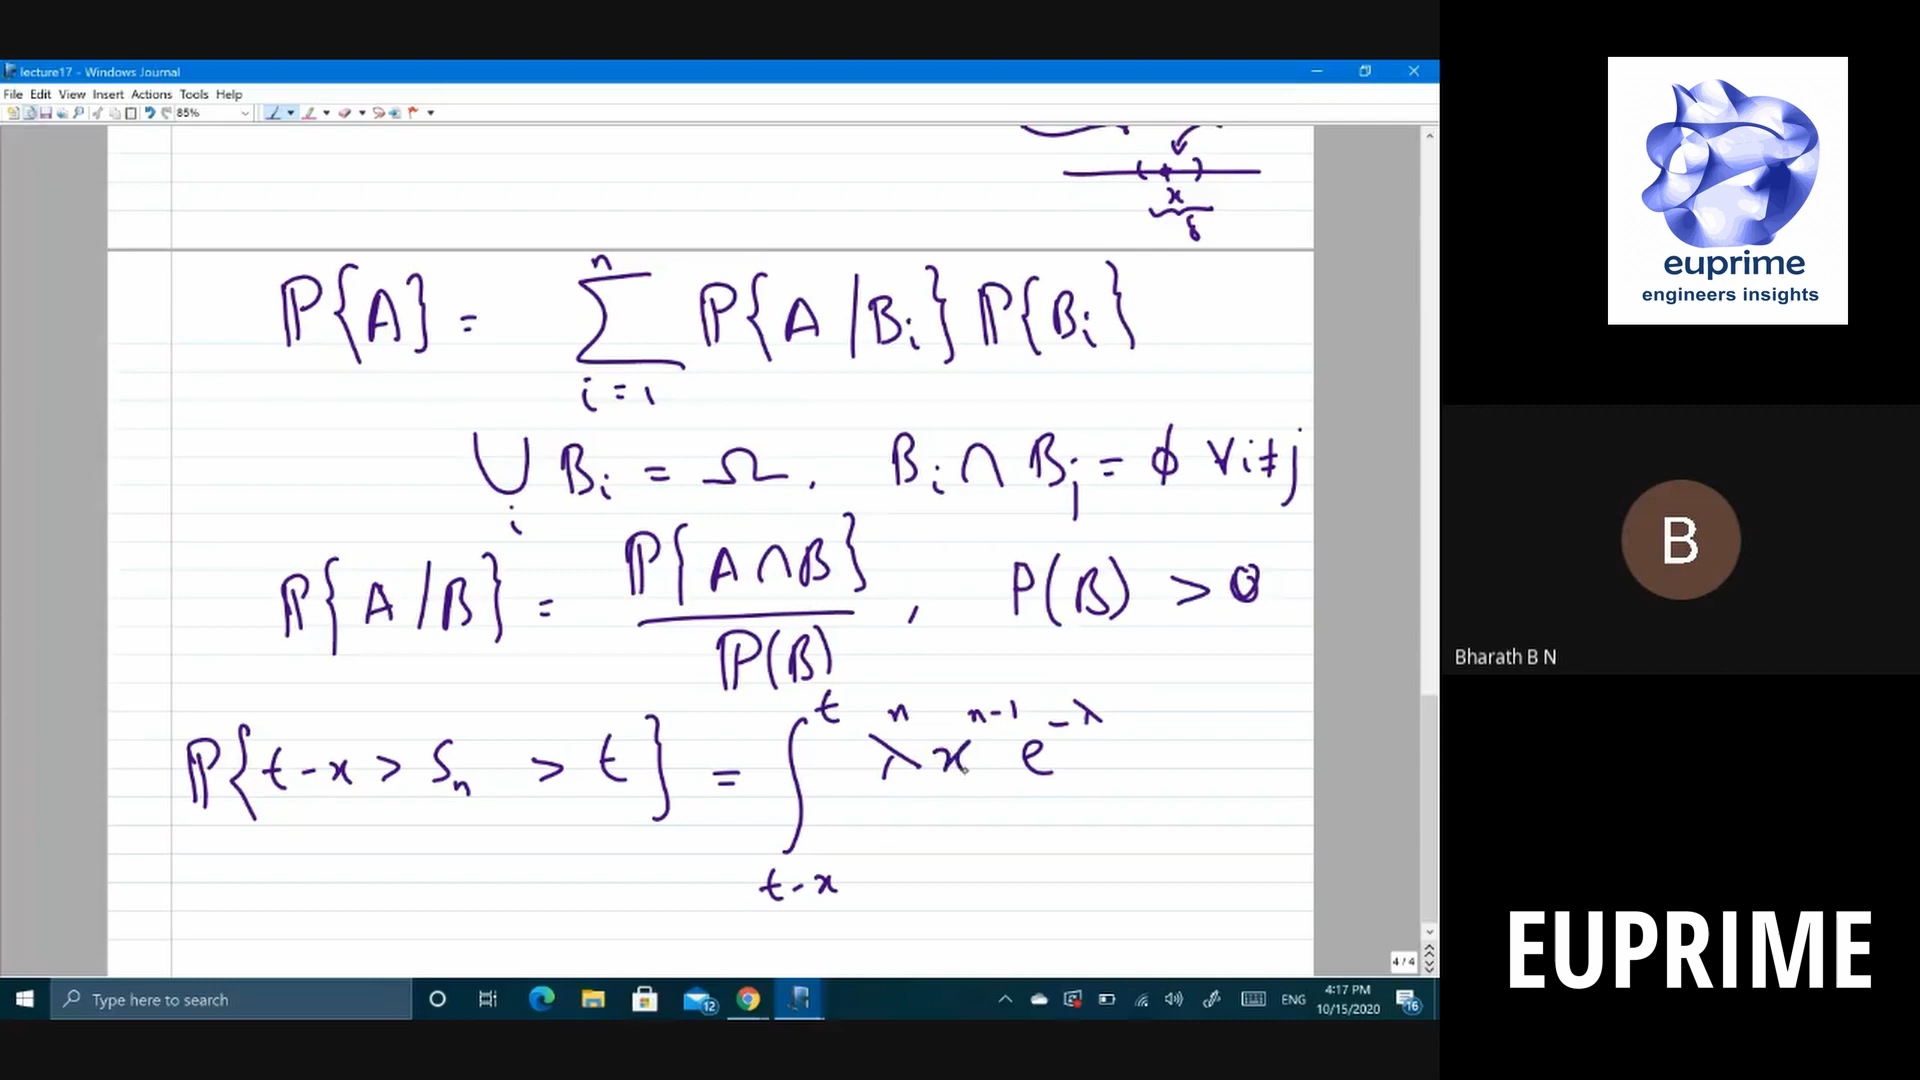 lecture17 - Windows Journal
File Edit View Insert Actions Tools Help
85%
x
δ
ℙ{A} = ∑_{i=1}^{n} ℙ{A/B_i} ℙ{B_i}
⋃_i B_i = Ω, B_i ∩ B_j = ϕ ∀ i ≠ j
ℙ{A/B} = ℙ{A∩B} / ℙ(B), P(B) > 0
ℙ{t-x > S_n > t} = ∫_{t-x}^{t} λ^n x^{n-1} e^{-λ}
4 / 4
Type here to search
12
ENG
4:17 PM
10/15/2020
16
euprime
engineers insights
B
Bharath B N
EUPRIME